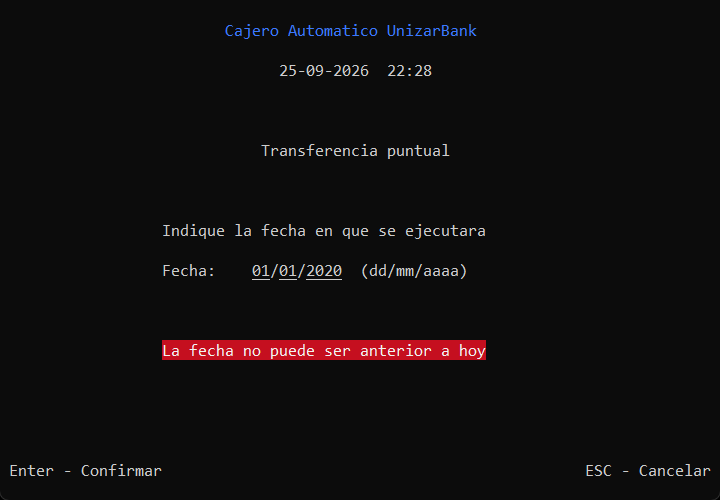 Cajero Automatico UnizarBank
25-09-2026  22:28
Transferencia puntual
Indique la fecha en que se ejecutara
Fecha:    01/01/2020  (dd/mm/aaaa)
La fecha no puede ser anterior a hoy
Enter - Confirmar    ESC - Cancelar